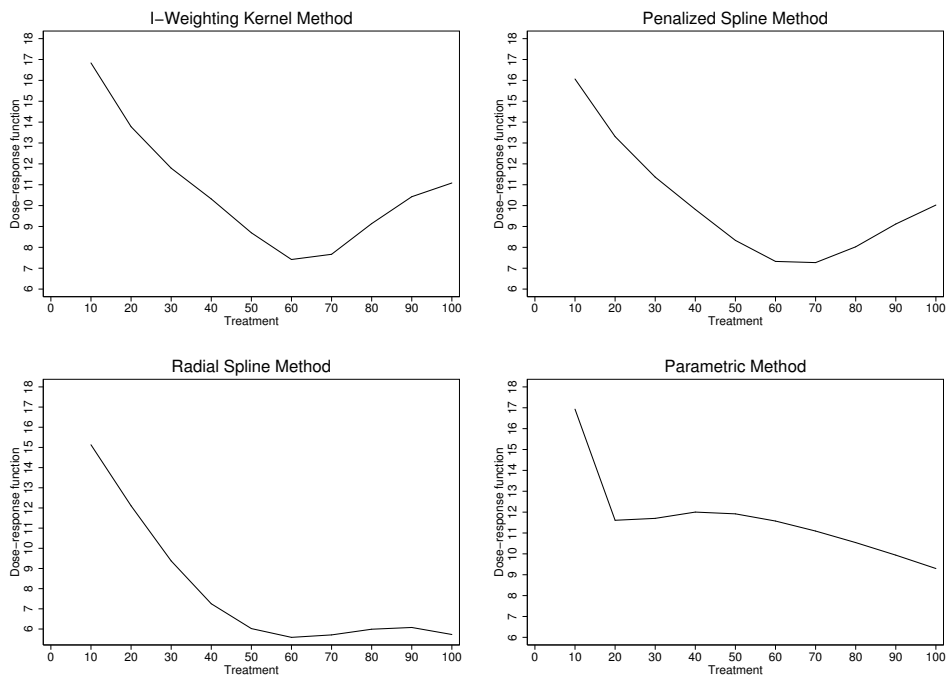 I−Weighting Kernel Method
Dose−response function
6 7 8 9 10 11 12 13 14 15 16 17 18
0 10 20 30 40 50 60 70 80 90 100
Treatment
Penalized Spline Method
Dose−response function
6 7 8 9 10 11 12 13 14 15 16 17 18
0 10 20 30 40 50 60 70 80 90 100
Treatment
Radial Spline Method
Dose−response function
6 7 8 9 10 11 12 13 14 15 16 17 18
0 10 20 30 40 50 60 70 80 90 100
Treatment
Parametric Method
Dose−response function
6 7 8 9 10 11 12 13 14 15 16 17 18
0 10 20 30 40 50 60 70 80 90 100
Treatment